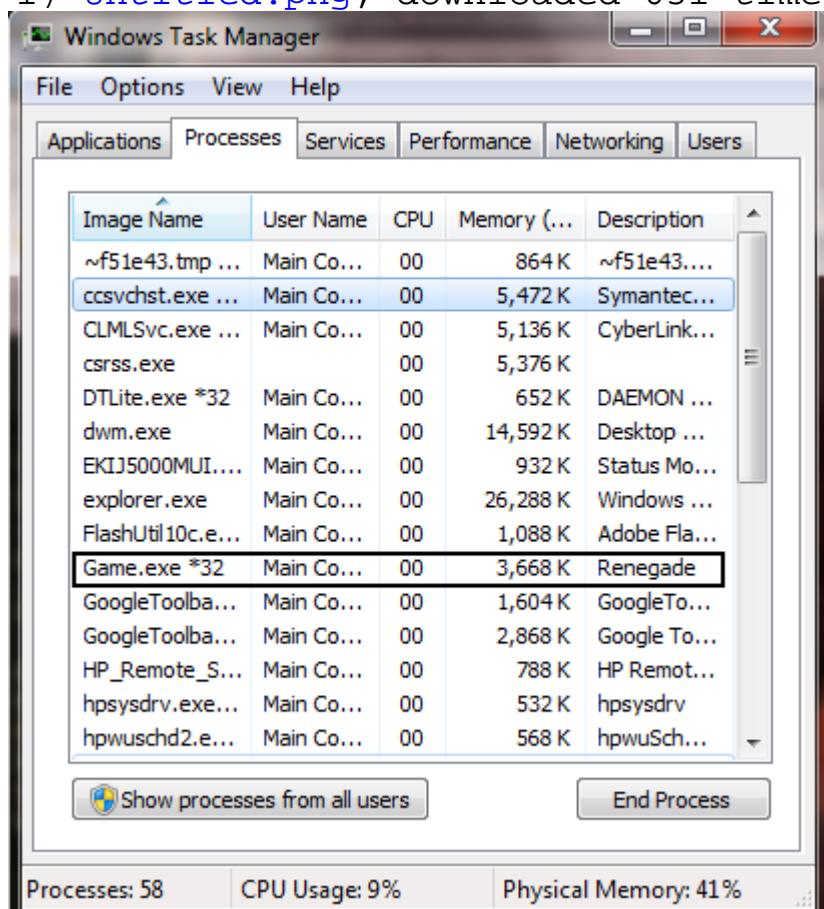 Untitled.png, downloaded 631 time
Windows Task Manager
File Options View Help
Applications Processes Services Performance Networking Users
Image Name User Name CPU Memory (... Description
~f51e43.tmp ... Main Co... 00 864 K ~f51e43....
ccsvchst.exe ... Main Co... 00 5,472 K Symantec...
CLMLSvc.exe ... Main Co... 00 5,136 K CyberLink...
csrss.exe 00 5,376 K
DTLite.exe *32 Main Co... 00 652 K DAEMON ...
dwm.exe Main Co... 00 14,592 K Desktop ...
EKIJ5000MUI.... Main Co... 00 932 K Status Mo...
explorer.exe Main Co... 00 26,288 K Windows ...
FlashUtil10c.e... Main Co... 00 1,088 K Adobe Fla...
Game.exe *32 Main Co... 00 3,668 K Renegade
GoogleToolba... Main Co... 00 1,604 K GoogleTo...
GoogleToolba... Main Co... 00 2,868 K Google To...
HP_Remote_S... Main Co... 00 788 K HP Remot...
hpsysdrv.exe... Main Co... 00 532 K hpsysdrv
hpwuschd2.e... Main Co... 00 568 K hpwuSch...
Show processes from all users End Process
Processes: 58 CPU Usage: 9% Physical Memory: 41%